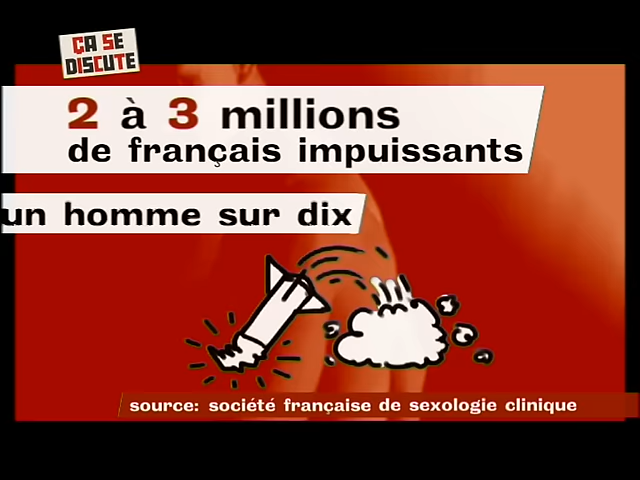 ÇA SE
DISCUTE
2 à 3 millions
de français impuissants
un homme sur dix
source: société française de sexologie clinique